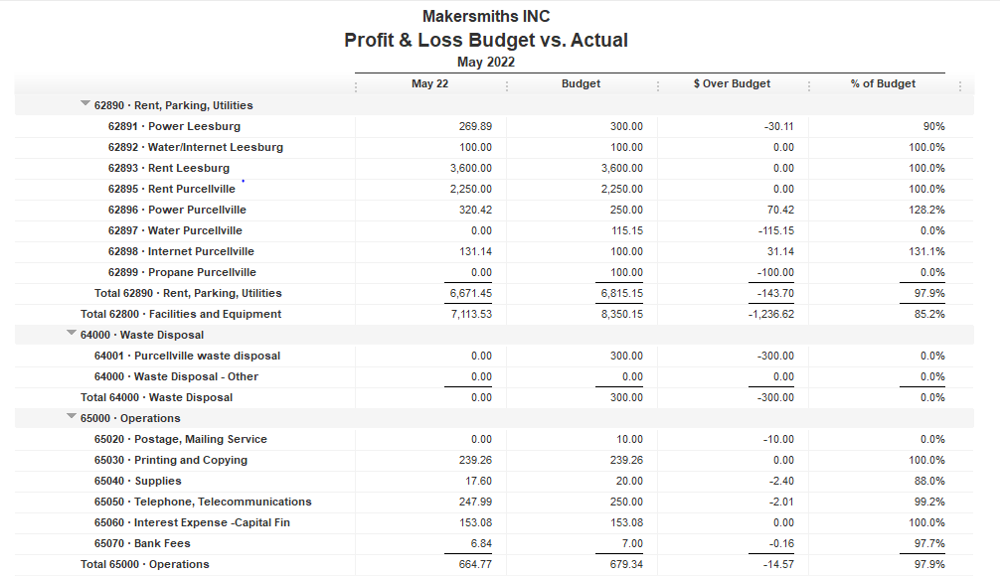 Makersmiths INC
Profit & Loss Budget vs. Actual
May 2022
May 22 Budget $ Over Budget % of Budget
62890 · Rent, Parking, Utilities
62891 · Power Leesburg 269.89 300.00 -30.11 90%
62892 · Water/Internet Leesburg 100.00 100.00 0.00 100.0%
62893 · Rent Leesburg 3,600.00 3,600.00 0.00 100.0%
62895 · Rent Purcellville 2,250.00 2,250.00 0.00 100.0%
62896 · Power Purcellville 320.42 250.00 70.42 128.2%
62897 · Water Purcellville 0.00 115.15 -115.15 0.0%
62898 · Internet Purcellville 131.14 100.00 31.14 131.1%
62899 · Propane Purcellville 0.00 100.00 -100.00 0.0%
Total 62890 · Rent, Parking, Utilities 6,671.45 6,815.15 -143.70 97.9%
Total 62800 · Facilities and Equipment 7,113.53 8,350.15 -1,236.62 85.2%
64000 · Waste Disposal
64001 · Purcellville waste disposal 0.00 300.00 -300.00 0.0%
64000 · Waste Disposal - Other 0.00 0.00 0.00 0.0%
Total 64000 · Waste Disposal 0.00 300.00 -300.00 0.0%
65000 · Operations
65020 · Postage, Mailing Service 0.00 10.00 -10.00 0.0%
65030 · Printing and Copying 239.26 239.26 0.00 100.0%
65040 · Supplies 17.60 20.00 -2.40 88.0%
65050 · Telephone, Telecommunications 247.99 250.00 -2.01 99.2%
65060 · Interest Expense -Capital Fin 153.08 153.08 0.00 100.0%
65070 · Bank Fees 6.84 7.00 -0.16 97.7%
Total 65000 · Operations 664.77 679.34 -14.57 97.9%